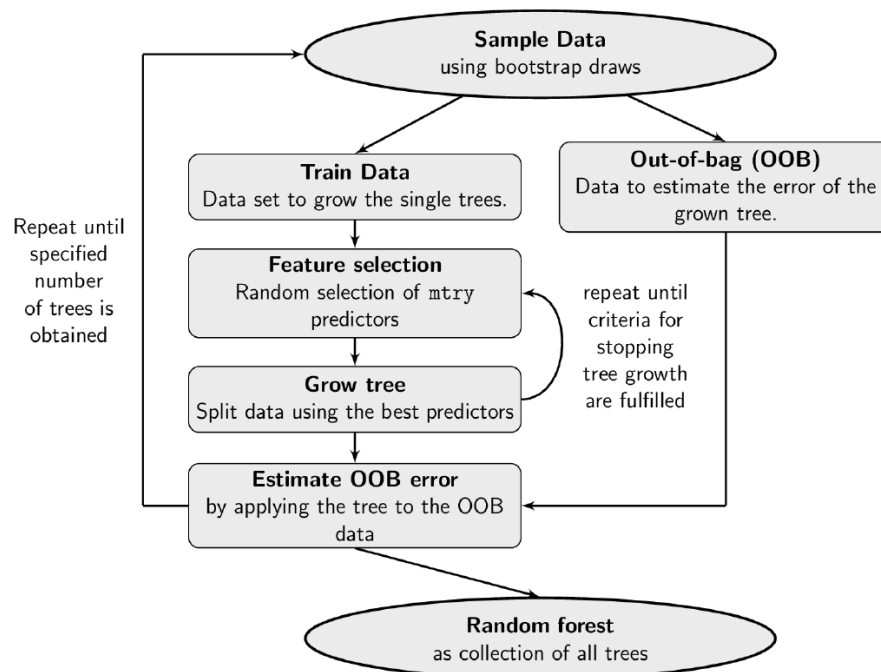 Sample Data
using bootstrap draws
Train Data
Data set to grow the single trees.
Out-of-bag (OOB)
Data to estimate the error of the
grown tree.
Repeat until
specified
number
of trees is
obtained
Feature selection
Random selection of mtry
predictors
repeat until
criteria for
stopping
tree growth
are fulfilled
Grow tree
Split data using the best predictors
Estimate OOB error
by applying the tree to the OOB
data
Random forest
as collection of all trees